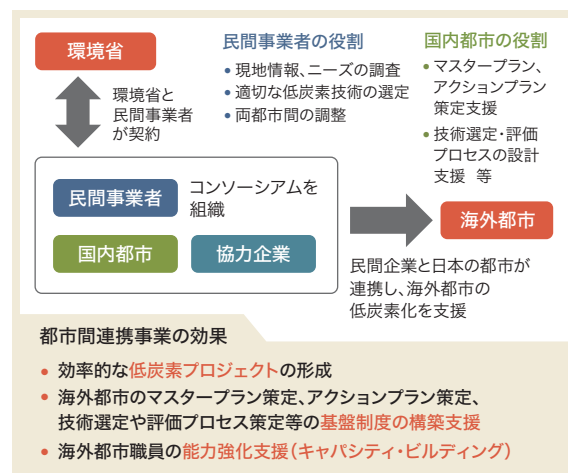 環境省
環境省と
民間事業者
が契約
民間事業者の役割
• 現地情報、ニーズの調査
• 適切な低炭素技術の選定
• 両都市間の調整
国内都市の役割
• マスタープラン、
アクションプラン
策定支援
• 技術選定・評価
プロセスの設計
支援 等
民間事業者
コンソーシアムを
組織
国内都市
協力企業
海外都市
民間企業と日本の都市が
連携し、海外都市の
低炭素化を支援
都市間連携事業の効果
• 効率的な低炭素プロジェクトの形成
• 海外都市のマスタープラン策定、アクションプラン策定、
技術選定や評価プロセス策定等の基盤制度の構築支援
• 海外都市職員の能力強化支援（キャパシティ・ビルディング）